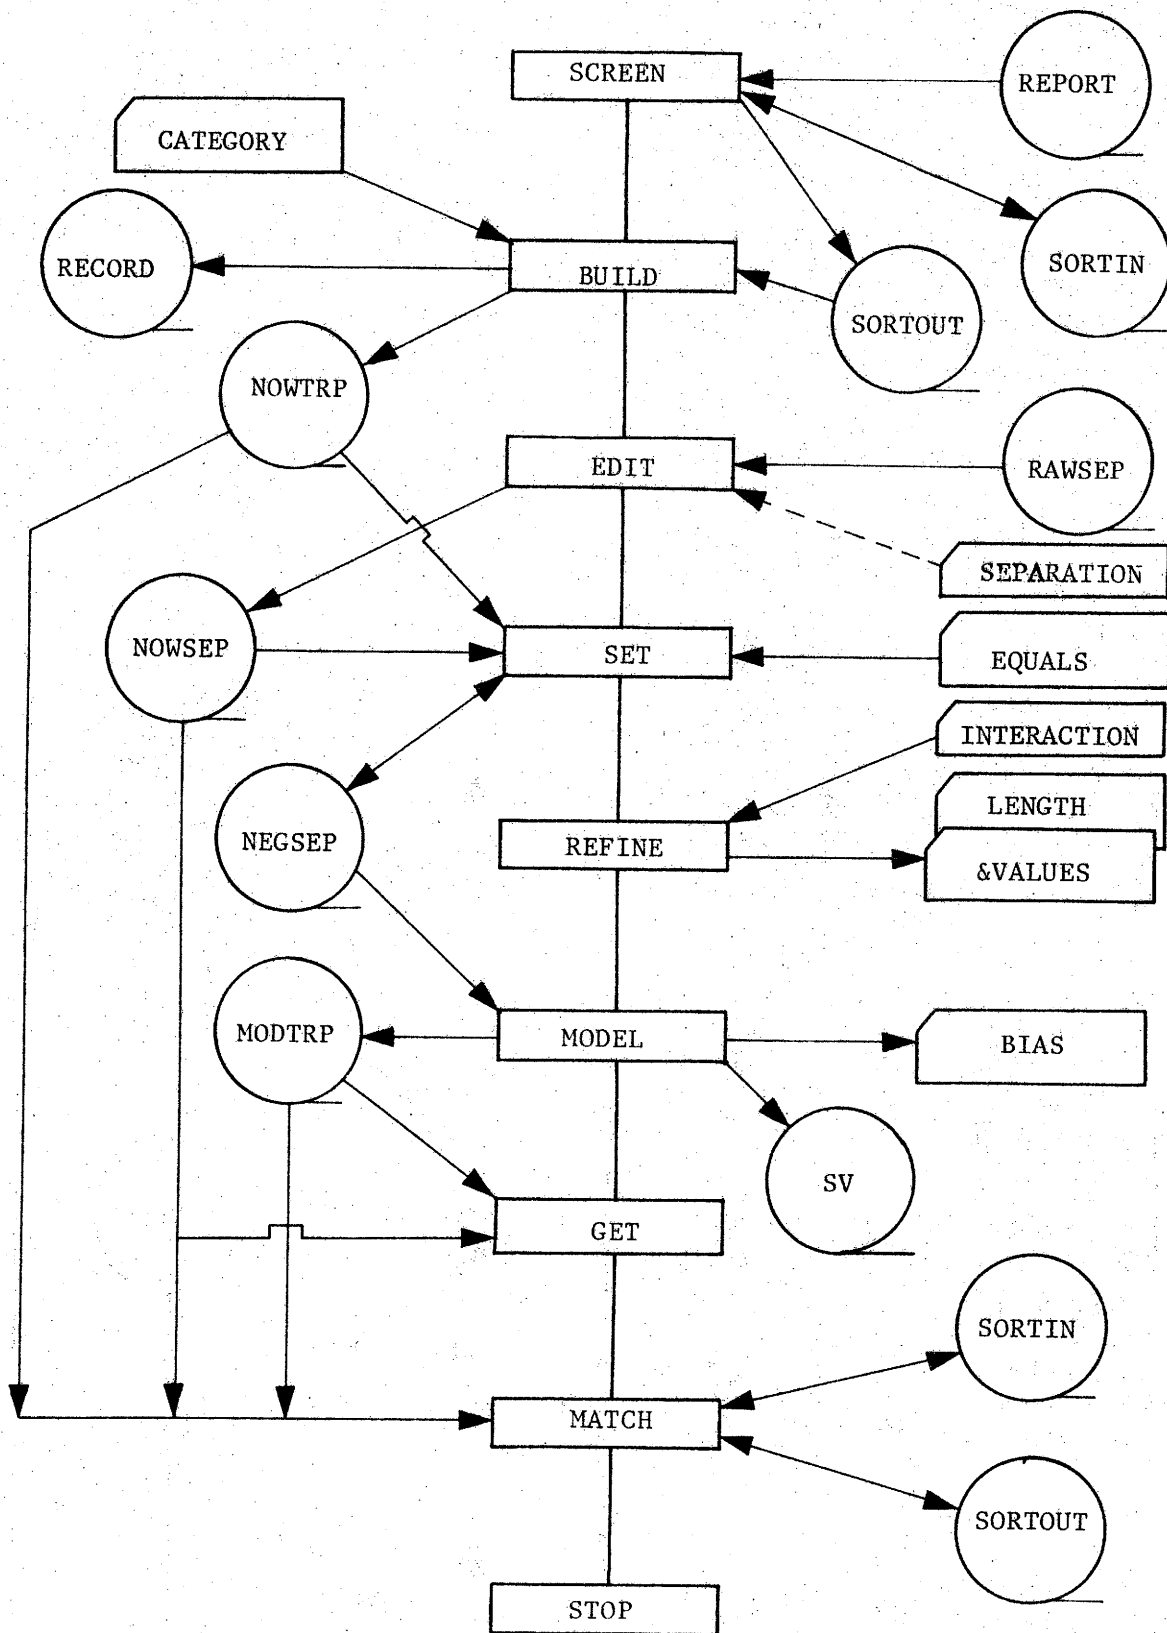 SCREEN
REPORT
CATEGORY
RECORD
BUILD
SORTIN
SORTOUT
NOWTRP
EDIT
RAWSEP
SEPARATION
NOWSEP
SET
EQUALS
INTERACTION
LENGTH
NEGSEP
REFINE
&VALUES
MODTRP
MODEL
BIAS
SV
GET
SORTIN
MATCH
SORTOUT
STOP